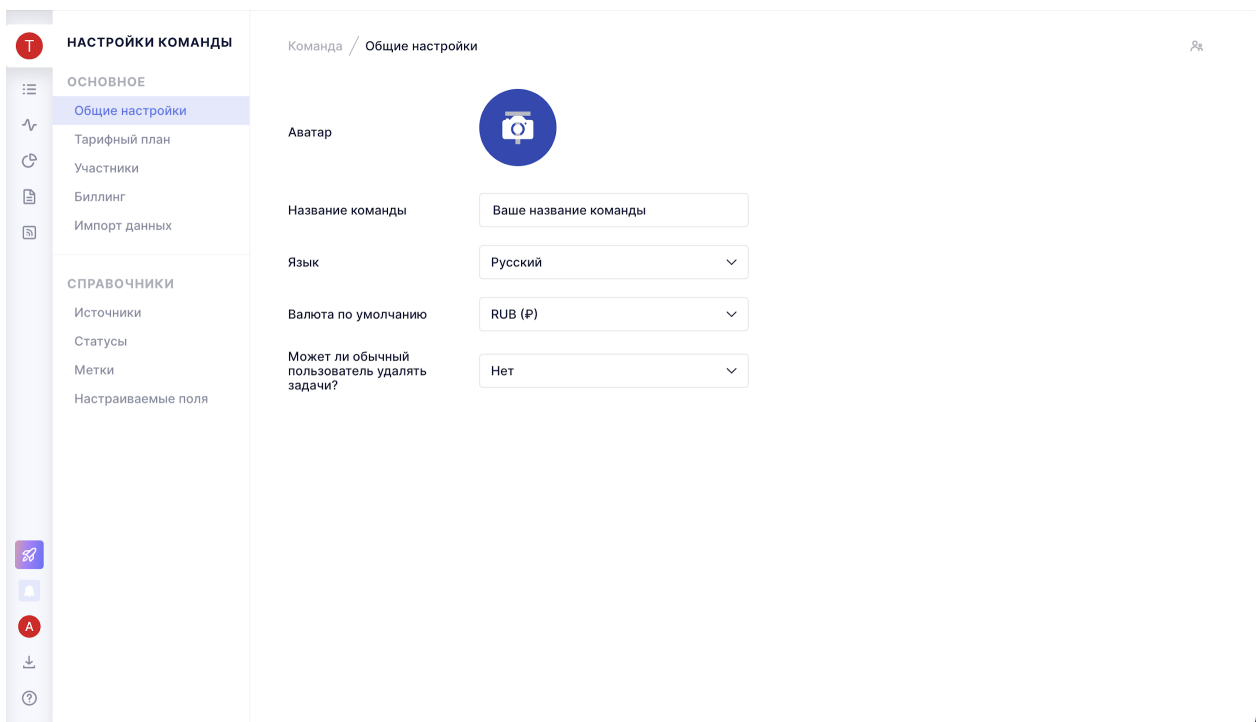 Т
НАСТРОЙКИ КОМАНДЫ
ОСНОВНОЕ
Общие настройки
Тарифный план
Участники
Биллинг
Импорт данных
СПРАВОЧНИКИ
Источники
Статусы
Метки
Настраиваемые поля
А
Команда / Общие настройки
Аватар
Название команды
Ваше название команды
Язык
Русский
Валюта по умолчанию
RUB (₽)
Может ли обычный
пользователь удалять
задачи?
Нет